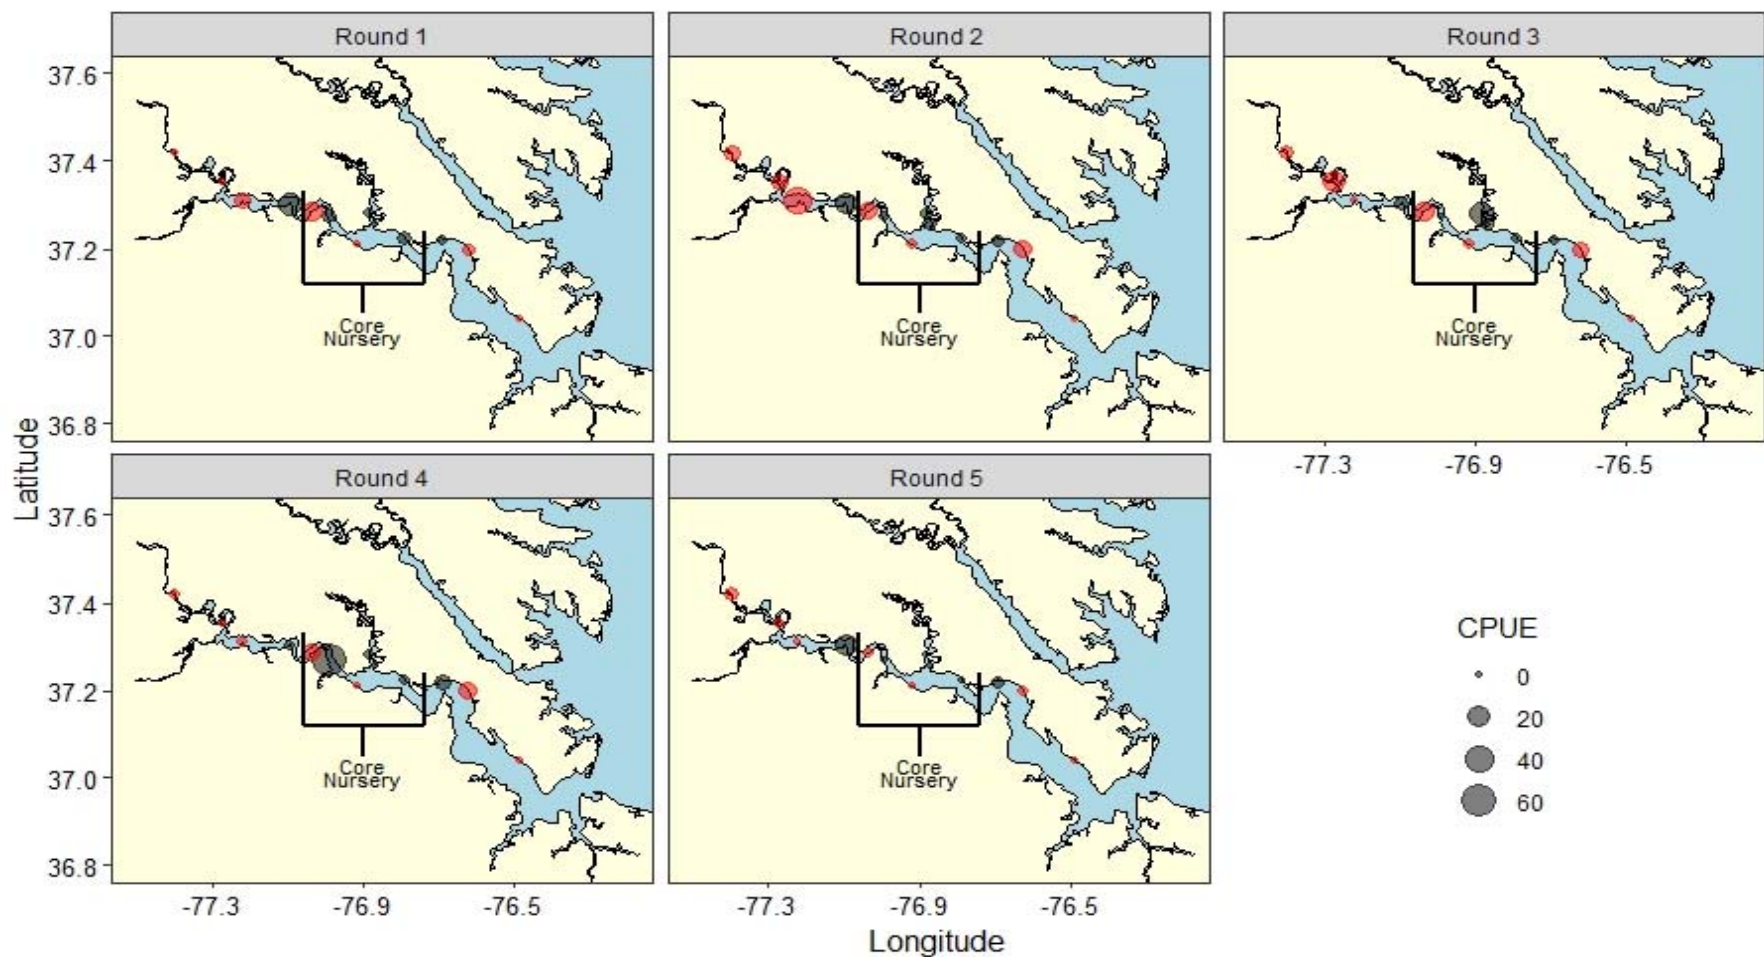 Round 1
Round 2
Round 3
37.6
37.4
37.2
37.0
36.8
Core
Nursery
Core
Nursery
Core
Nursery
-77.3
-76.9
-76.5
Latitude
Round 4
Round 5
37.6
37.4
37.2
37.0
36.8
Core
Nursery
Core
Nursery
-77.3
-76.9
-76.5
-77.3
-76.9
-76.5
Longitude
CPUE
0
20
40
60